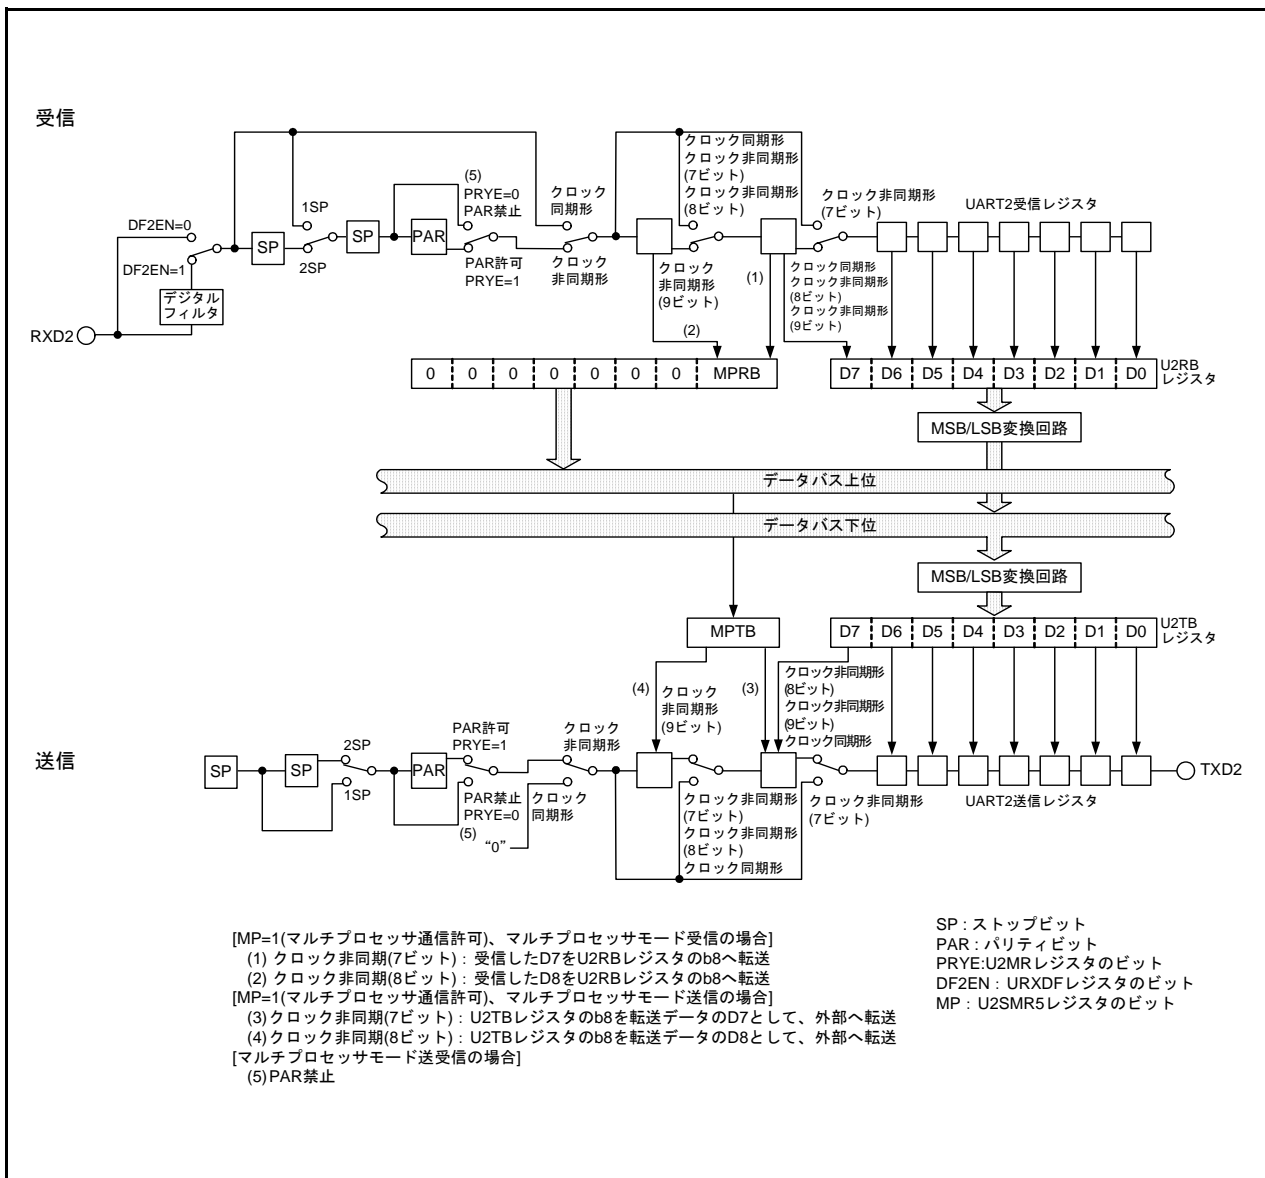 受信
DF2EN=0
DF2EN=1
デジタル
フィルタ
RXD2
SP
1SP
2SP
SP
PAR
(5)
PRYE=0
PAR禁止
PAR許可
PRYE=1
クロック
同期形
クロック
非同期形
クロック同期形
クロック非同期形
(7ビット)
クロック非同期形
(8ビット)
クロック
非同期形
(9ビット)
(2)
(1)
クロック非同期形
(7ビット)
クロック同期形
クロック非同期形
(8ビット)
クロック非同期形
(9ビット)
UART2受信レジスタ
0 0 0 0 0 0 0 MPRB
D7 D6 D5 D4 D3 D2 D1 D0
U2RB
レジスタ
MSB/LSB変換回路
データバス上位
データバス下位
MSB/LSB変換回路
MPTB
D7 D6 D5 D4 D3 D2 D1 D0
U2TB
レジスタ
送信
SP
SP
2SP
1SP
PAR
PAR許可
PRYE=1
PAR禁止
PRYE=0
(5)
“0”
クロック
非同期形
クロック
同期形
(4)
クロック
非同期形
(9ビット)
(3)
クロック非同期形
(8ビット)
クロック非同期形
(9ビット)
クロック同期形
クロック非同期形
(7ビット)
クロック非同期形
(8ビット)
クロック同期形
クロック非同期形
(7ビット)
UART2送信レジスタ
TXD2
[MP=1(マルチプロセッサ通信許可)、マルチプロセッサモード受信の場合]
(1) クロック非同期(7ビット) : 受信したD7をU2RBレジスタのb8へ転送
(2) クロック非同期(8ビット) : 受信したD8をU2RBレジスタのb8へ転送
[MP=1(マルチプロセッサ通信許可)、マルチプロセッサモード送信の場合]
(3)クロック非同期(7ビット) : U2TBレジスタのb8を転送データのD7として、外部へ転送
(4)クロック非同期(8ビット) : U2TBレジスタのb8を転送データのD8として、外部へ転送
[マルチプロセッサモード送受信の場合]
(5)PAR禁止
SP : ストップビット
PAR : パリティビット
PRYE:U2MRレジスタのビット
DF2EN : URXDFレジスタのビット
MP : U2SMR5レジスタのビット